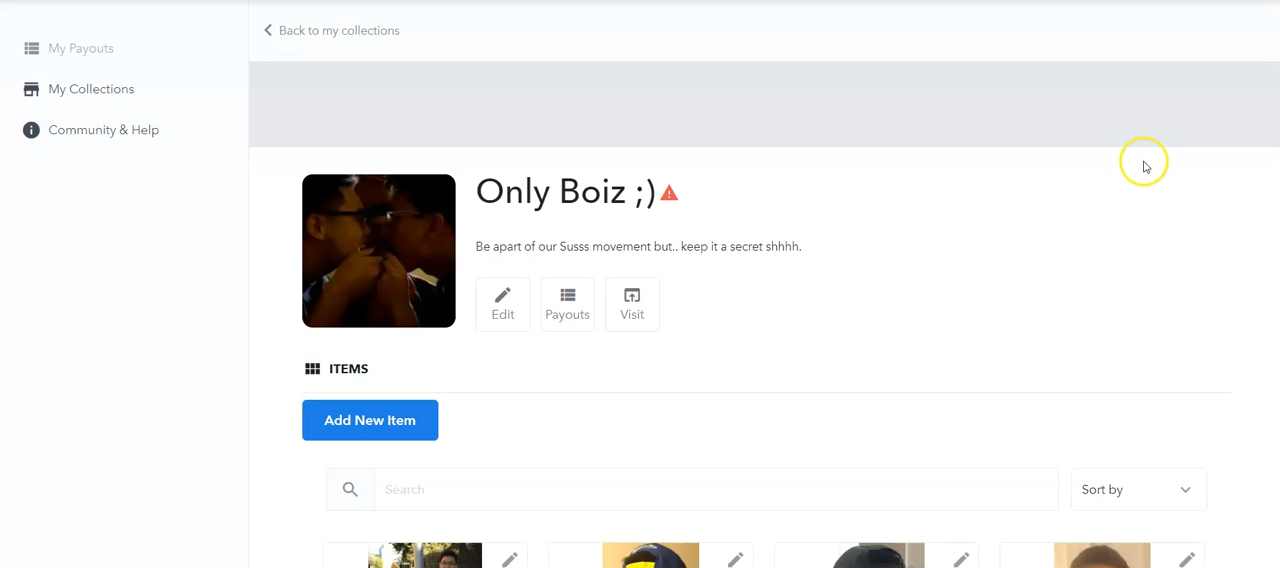 My Payouts
My Collections
Community & Help
Back to my collections
Only Boiz ;)
Be apart of our Susss movement but.. keep it a secret shhhh.
Edit
Payouts
Visit
ITEMS
Add New Item
Search
Sort by